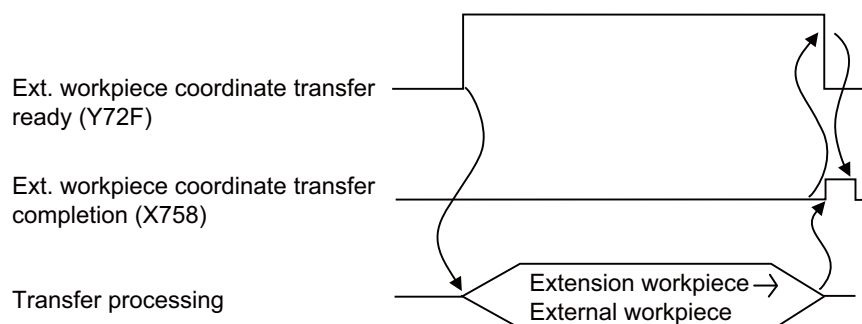 Ext. workpiece coordinate transfer
ready (Y72F)
Ext. workpiece coordinate transfer
completion (X758)
Transfer processing
Extension workpiece →
External workpiece